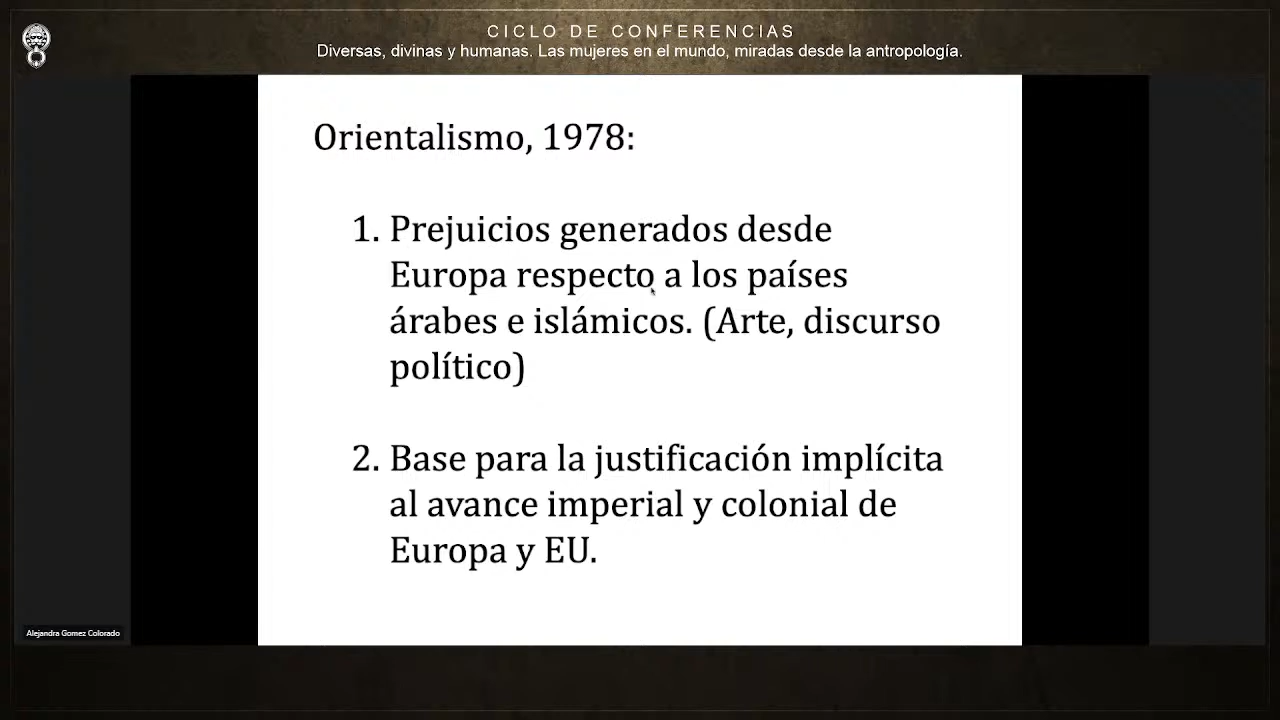 CICLO DE CONFERENCIAS
Diversas, divinas y humanas. Las mujeres en el mundo, miradas desde la antropología.
Orientalismo, 1978:
1. Prejuicios generados desde
Europa respecto a los países
árabes e islámicos. (Arte, discurso
político)
2. Base para la justificación implícita
al avance imperial y colonial de
Europa y EU.
Alejandra Gomez Colorado